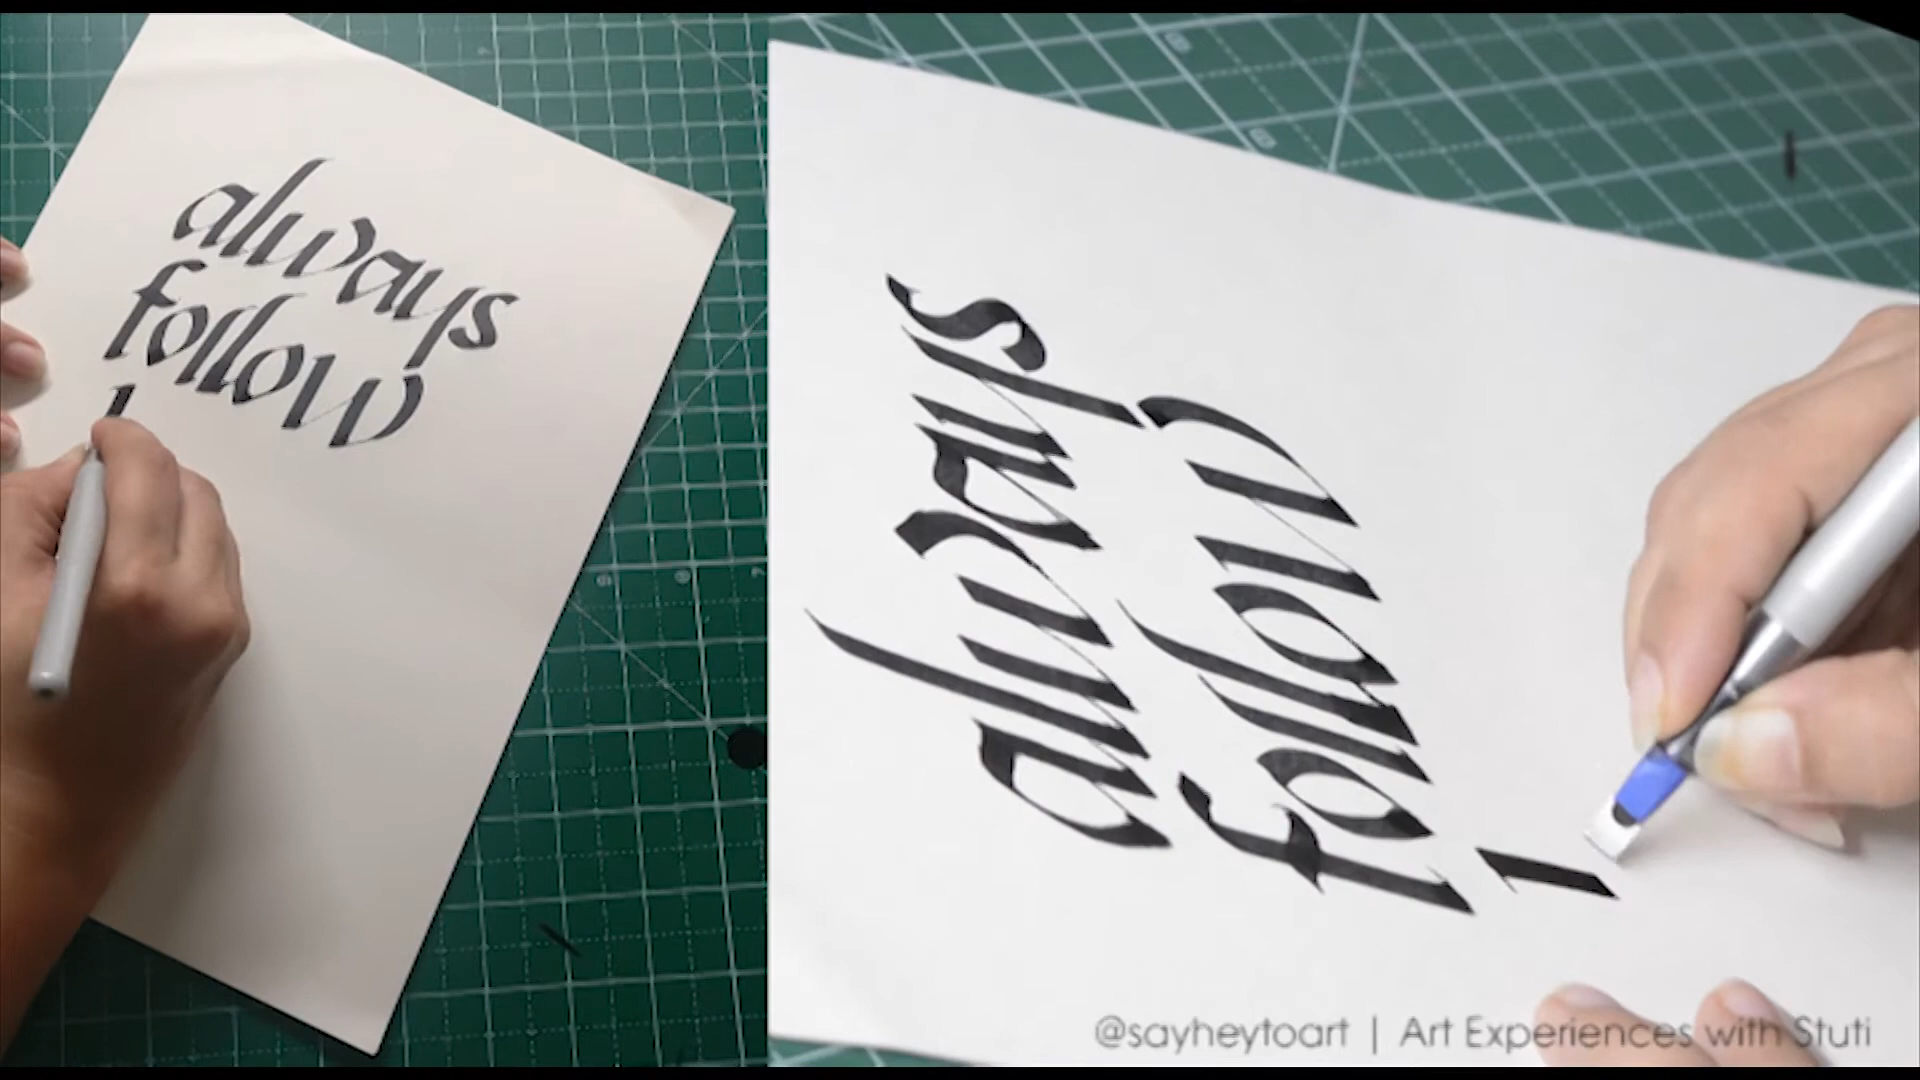 always
follow
always
follow
@sayheytoart | Art Experiences with Stuti